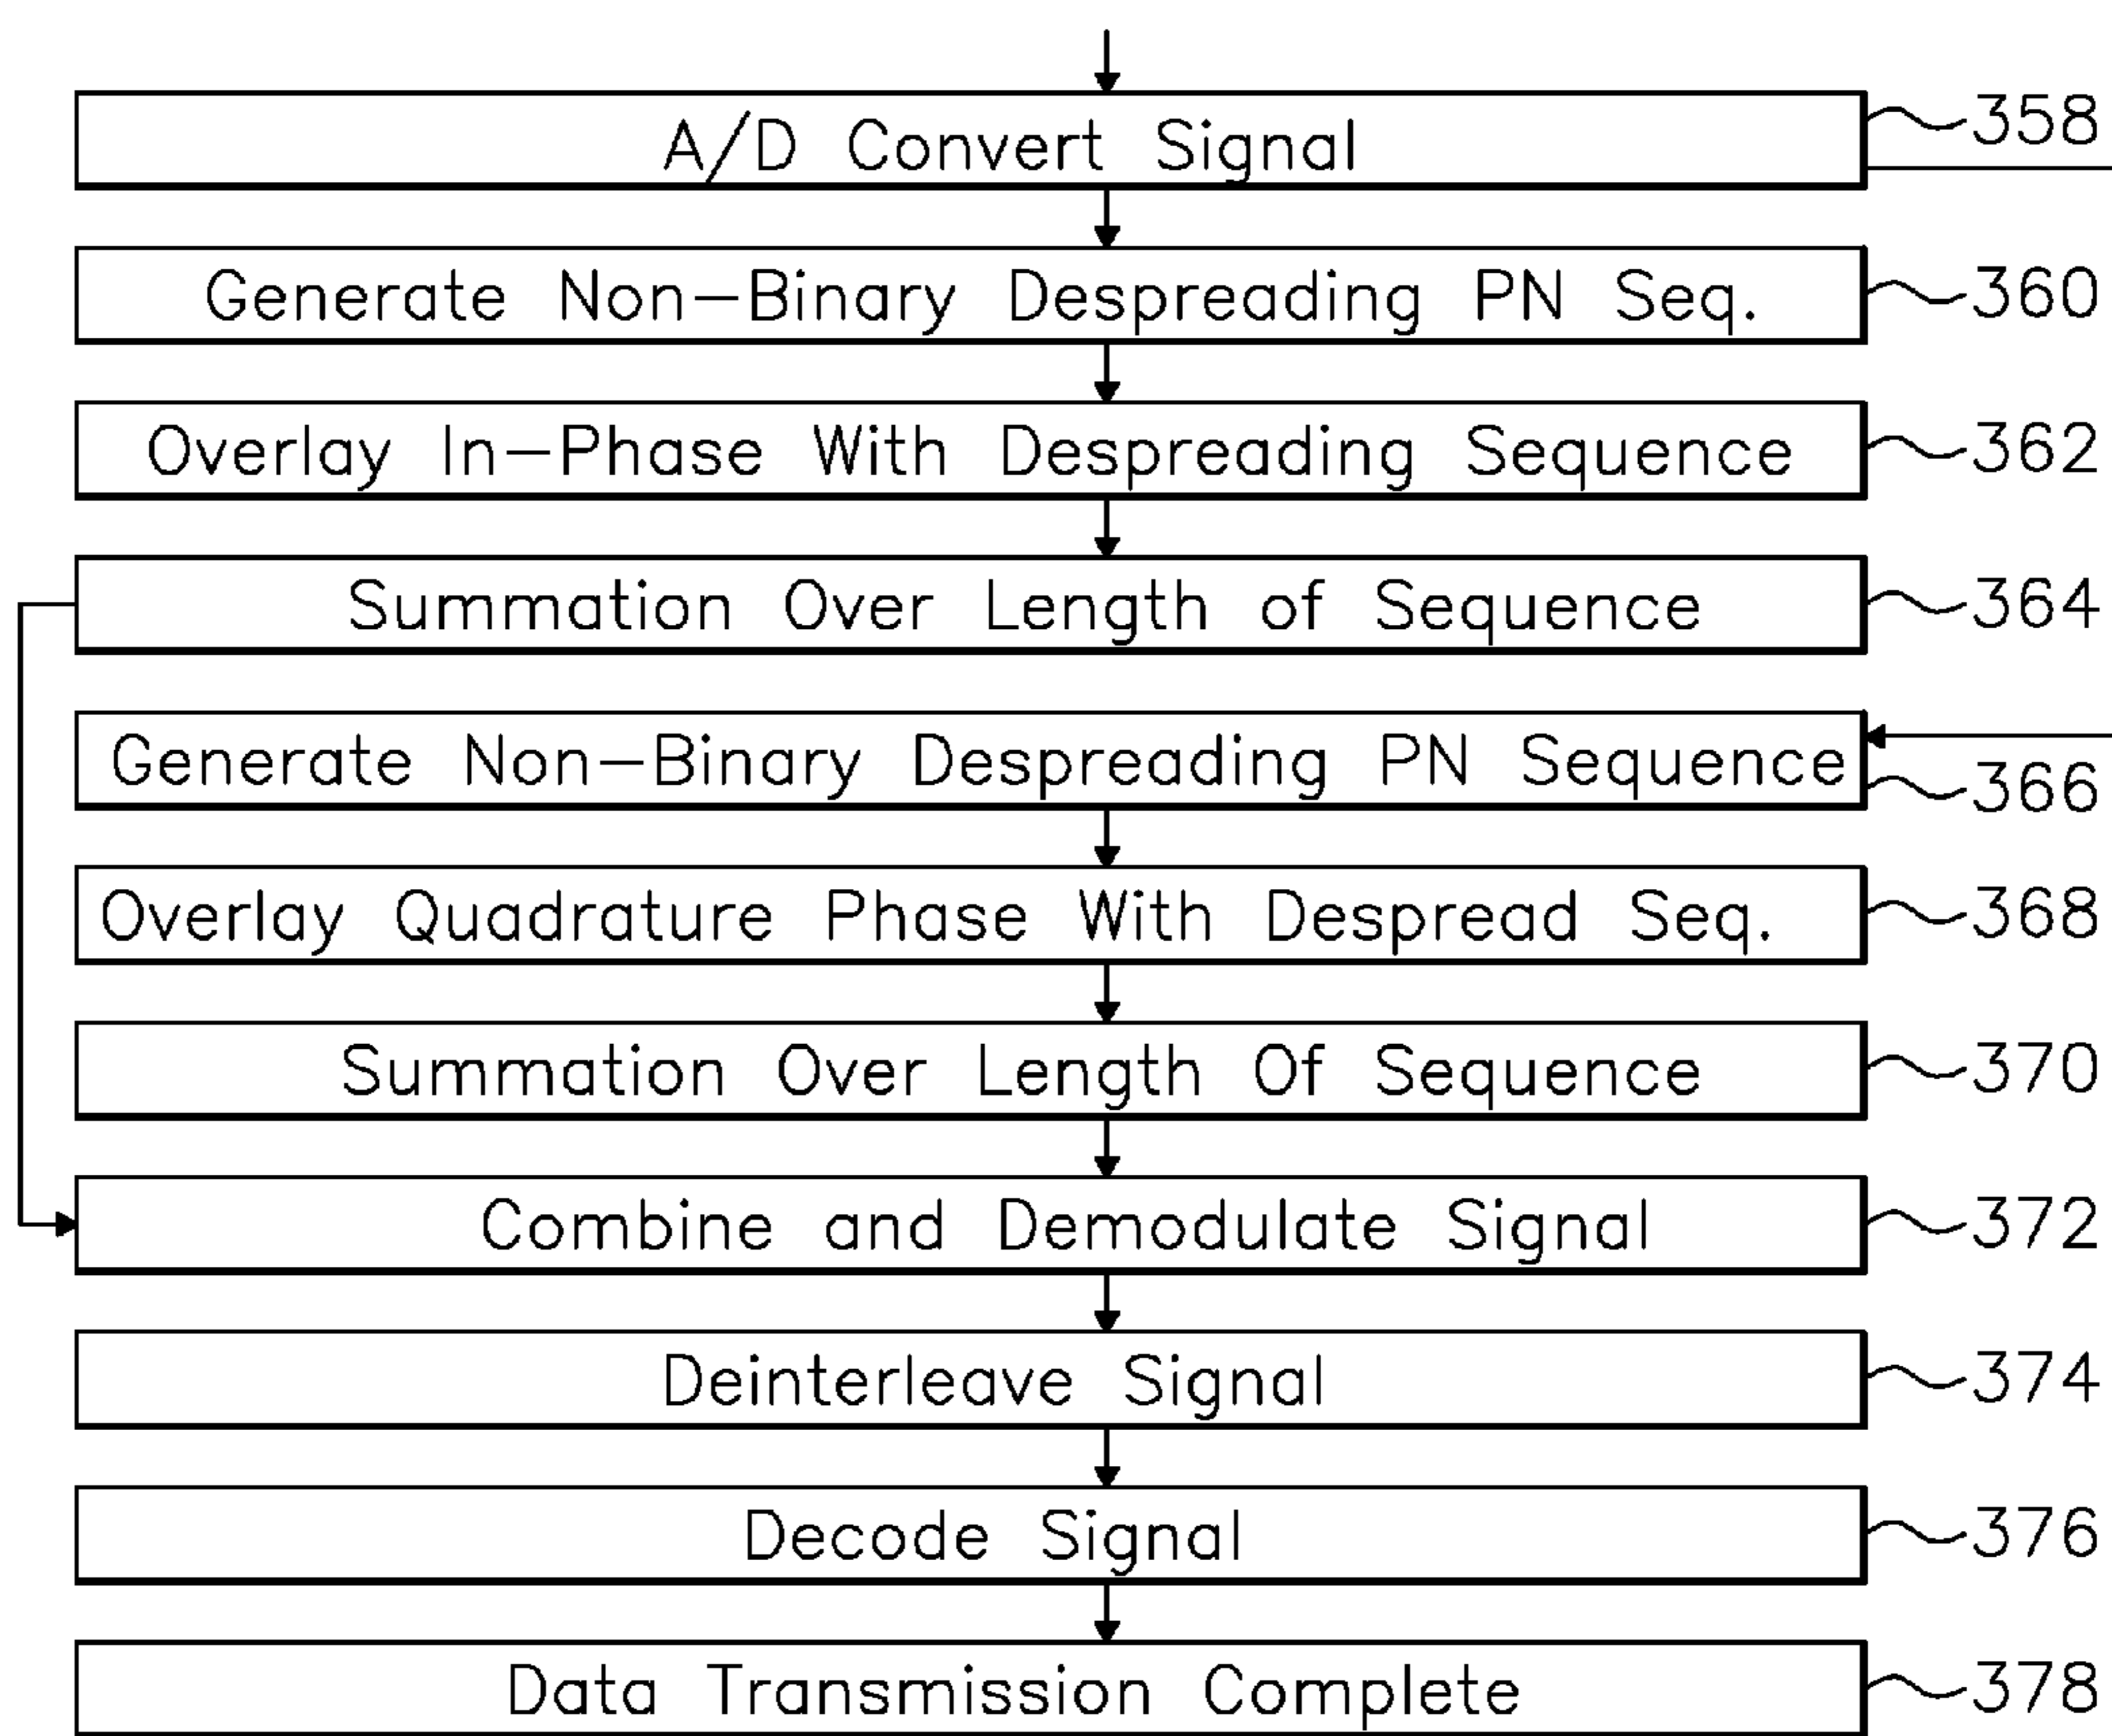 A/D Convert Signal 358
Generate Non-Binary Despreading PN Seq. 360
Overlay In-Phase With Despreading Sequence 362
Summation Over Length of Sequence 364
Generate Non-Binary Despreading PN Sequence 366
Overlay Quadrature Phase With Despread Seq. 368
Summation Over Length Of Sequence 370
Combine and Demodulate Signal 372
Deinterleave Signal 374
Decode Signal 376
Data Transmission Complete 378